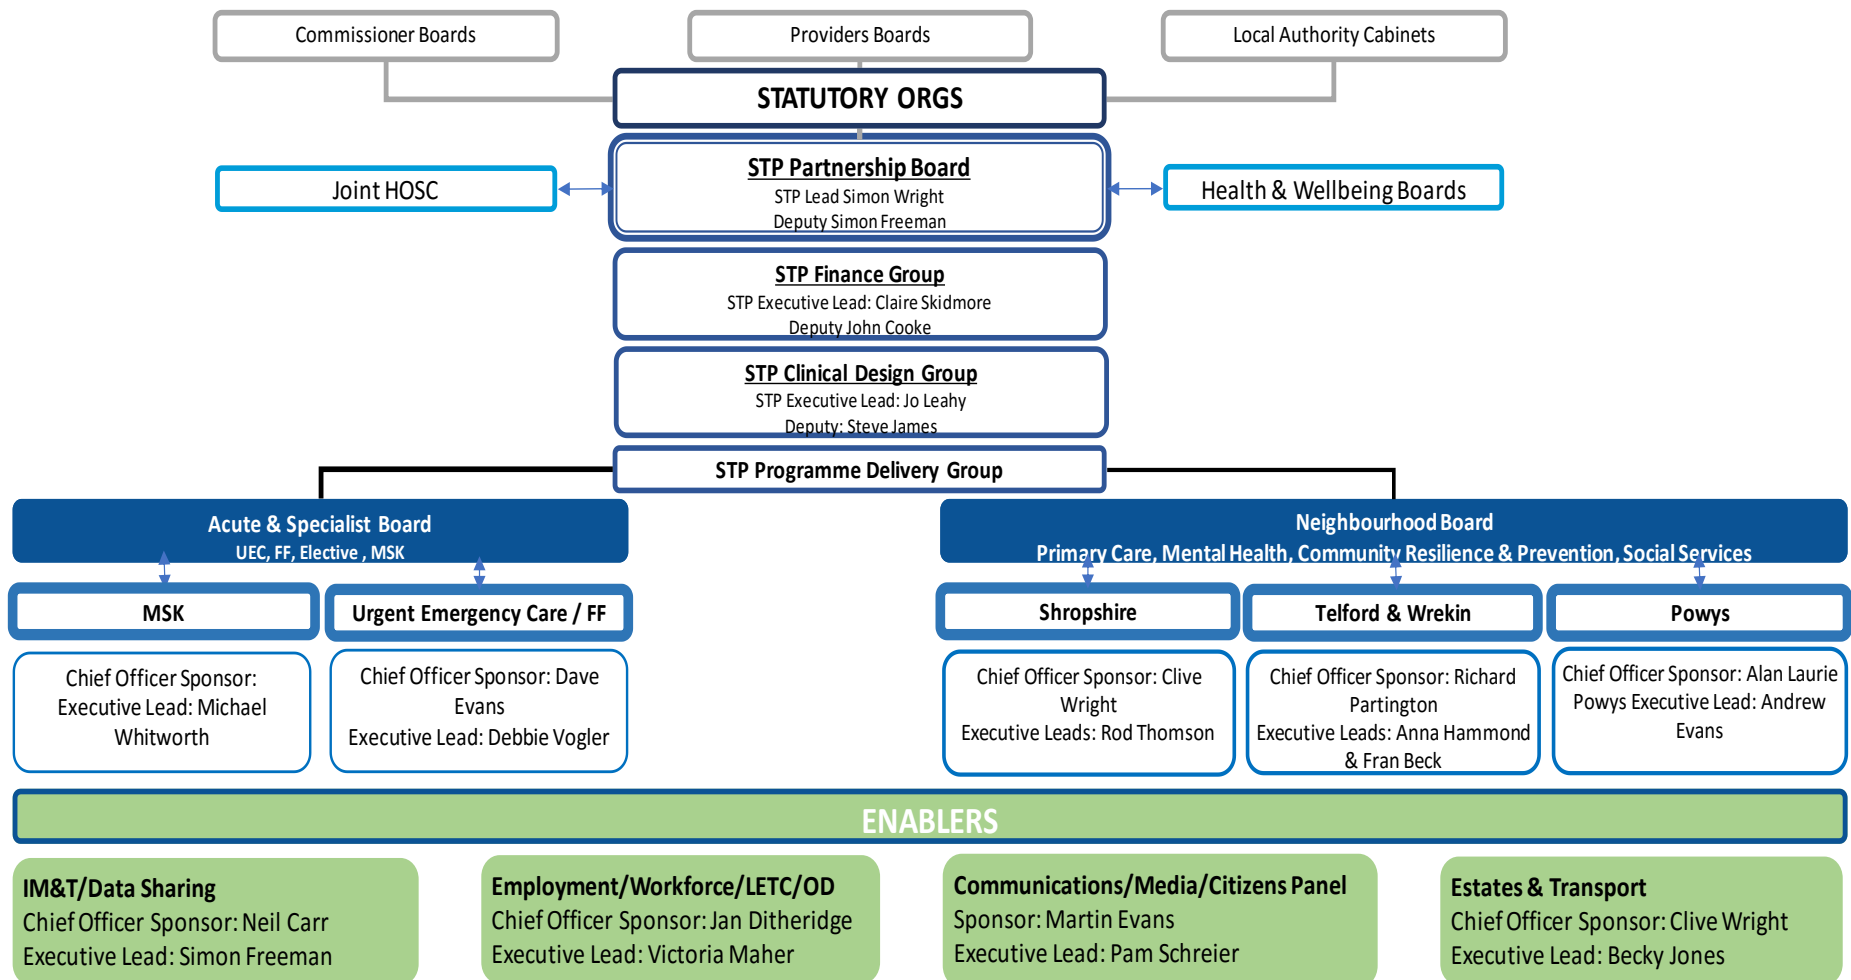 Commissioner Boards
Providers Boards
Local Authority Cabinets
STATUTORY ORGS
STP Partnership Board
STP Lead Simon Wright
Deputy Simon Freeman
Joint HOSC
Health & Wellbeing Boards
STP Finance Group
STP Executive Lead: Claire Skidmore
Deputy John Cooke
STP Clinical Design Group
STP Executive Lead: Jo Leahy
Deputy: Steve James
STP Programme Delivery Group
Acute & Specialist Board
UEC, FF, Elective , MSK
Neighbourhood Board
Primary Care, Mental Health, Community Resilience & Prevention, Social Services
MSK
Urgent Emergency Care / FF
Shropshire
Telford & Wrekin
Powys
Chief Officer Sponsor:
Executive Lead: Michael
Whitworth
Chief Officer Sponsor: Dave
Evans
Executive Lead: Debbie Vogler
Chief Officer Sponsor: Clive
Wright
Executive Leads: Rod Thomson
Chief Officer Sponsor: Richard
Partington
Executive Leads: Anna Hammond
& Fran Beck
Chief Officer Sponsor: Alan Laurie
Powys Executive Lead: Andrew
Evans
ENABLERS
IM&T/Data Sharing
Chief Officer Sponsor: Neil Carr
Executive Lead: Simon Freeman
Employment/Workforce/LETC/OD
Chief Officer Sponsor: Jan Ditheridge
Executive Lead: Victoria Maher
Communications/Media/Citizens Panel
Sponsor: Martin Evans
Executive Lead: Pam Schreier
Estates & Transport
Chief Officer Sponsor: Clive Wright
Executive Lead: Becky Jones